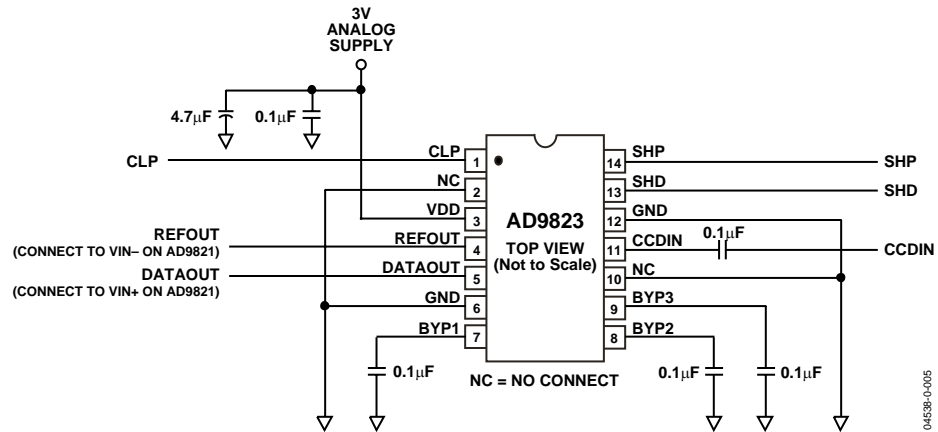 3V
ANALOG
SUPPLY
4.7μF
0.1μF
CLP
CLP
1
14
SHP
SHP
NC
2
13
SHD
SHD
VDD
3
AD9823
12
GND
REFOUT
(CONNECT TO VIN– ON AD9821)
REFOUT
4
TOP VIEW
(Not to Scale)
11
CCDIN
0.1μF
CCDIN
DATAOUT
(CONNECT TO VIN+ ON AD9821)
DATAOUT
5
10
NC
GND
6
9
BYP3
BYP1
7
8
BYP2
0.1μF
NC = NO CONNECT
0.1μF
0.1μF
04538-0-005